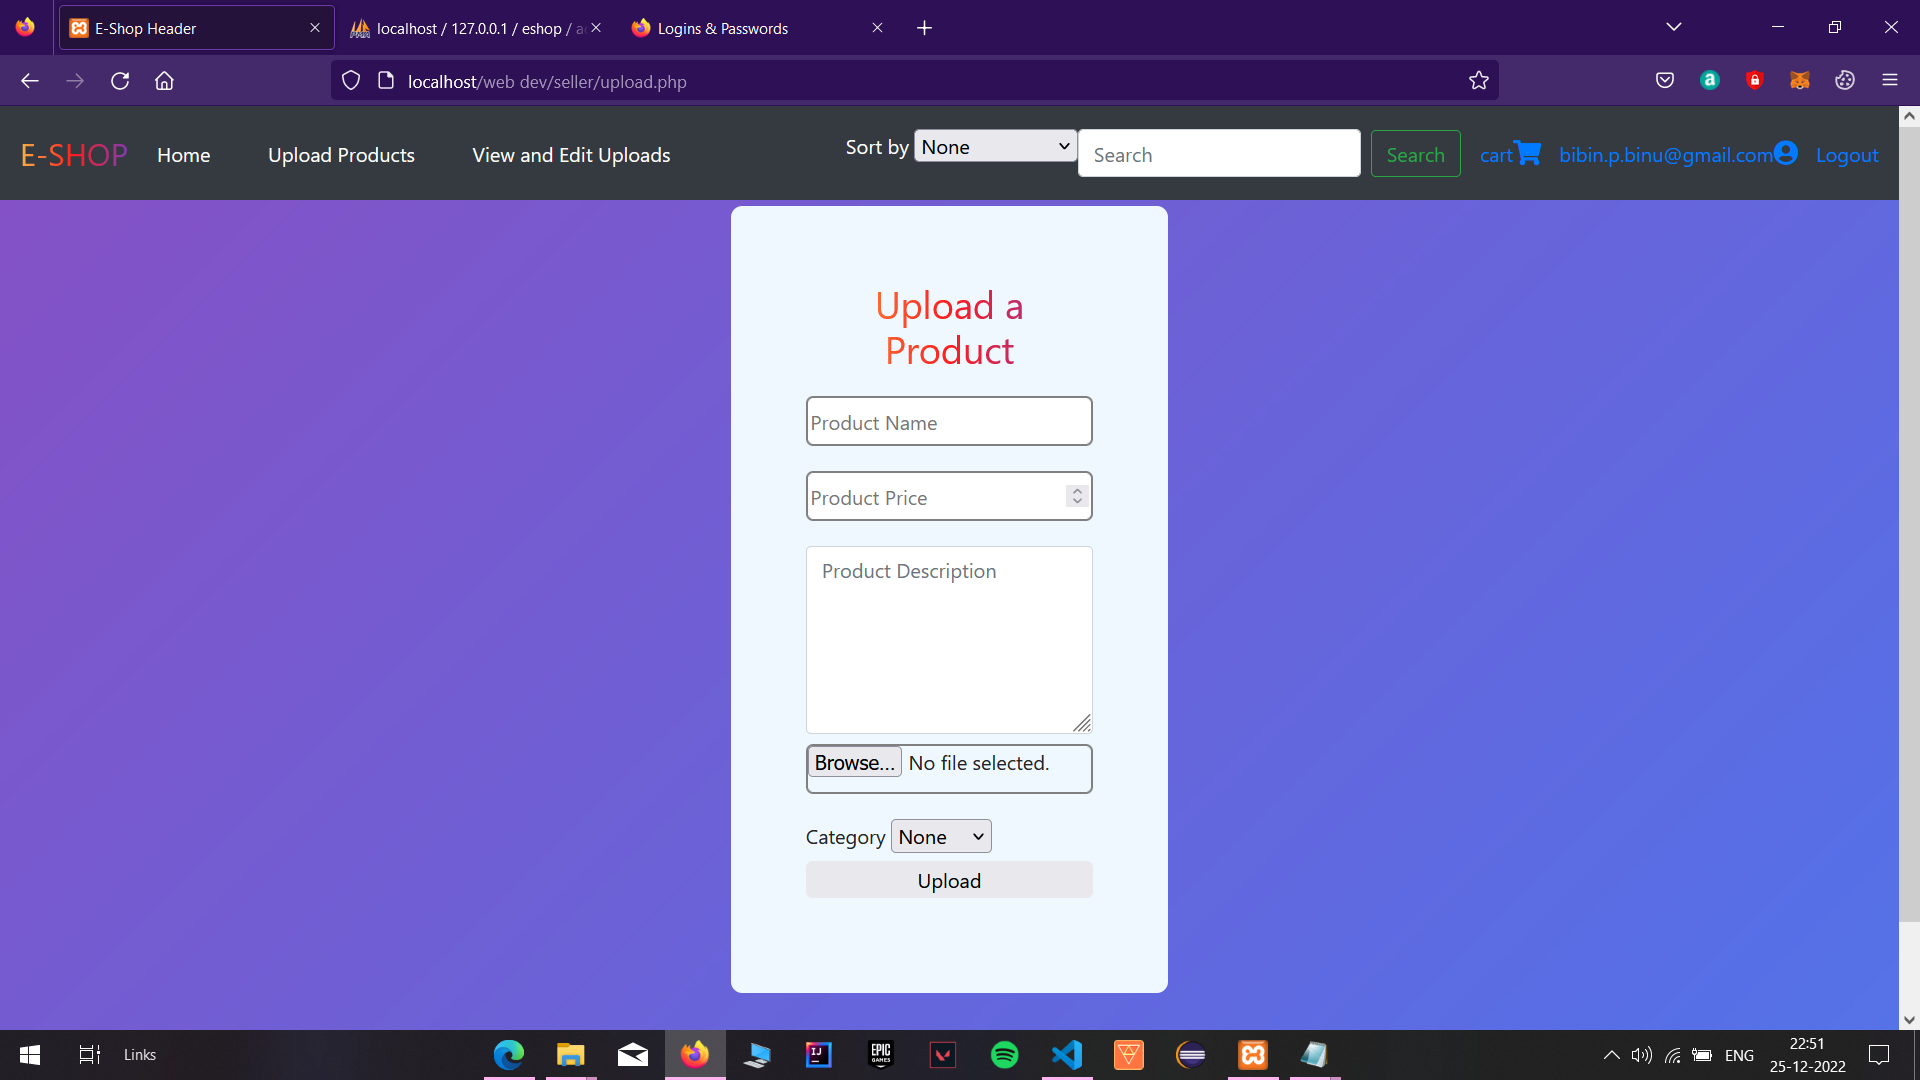 E-Shop Header
localhost / 127.0.0.1 / eshop /
Logins & Passwords
localhost/web dev/seller/upload.php
E-SHOP
Home
Upload Products
View and Edit Uploads
Sort by
None
Search
Search
cart
bibin.p.binu@gmail.com
Logout
Upload a
Product
Product Name
Product Price
Product Description
Browse...
No file selected.
Category
None
Upload
Links
IJ
EPIC
GAMES
ENG
22:51
25-12-2022